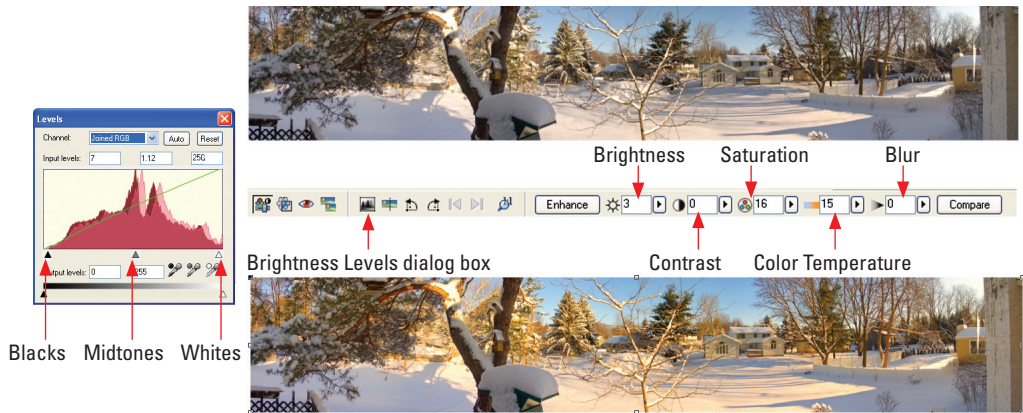 Levels
Channel: Joined RGB Auto Reset
Input levels: 7 1.12 250
Output levels: 0 255
Blacks Midtones Whites
Brightness Saturation Blur
Enhance 3 0 16 15 0 Compare
Brightness Levels dialog box Contrast Color Temperature